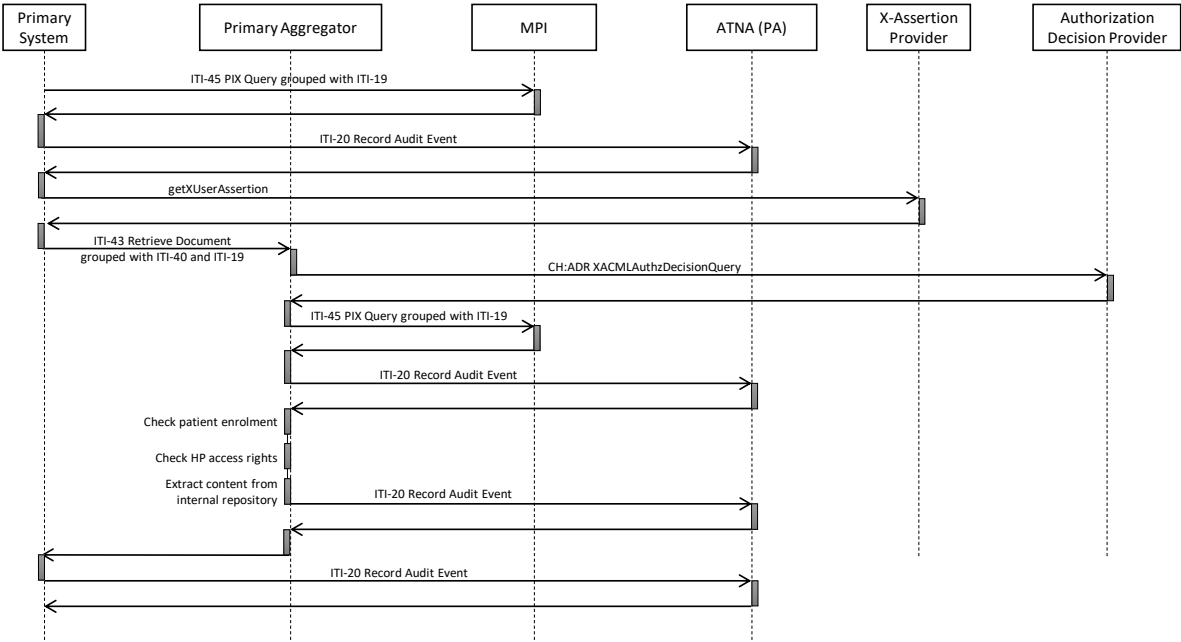 Primary
System
Primary Aggregator
MPI
ATNA (PA)
X-Assertion
Provider
Authorization
Decision Provider
ITI-45 PIX Query grouped with ITI-19
ITI-20 Record Audit Event
getXUserAssertion
ITI-43 Retrieve Document
grouped with ITI-40 and ITI-19
CH:ADR XACMLAuthzDecisionQuery
ITI-45 PIX Query grouped with ITI-19
ITI-20 Record Audit Event
Check patient enrolment
Check HP access rights
Extract content from
internal repository
ITI-20 Record Audit Event
ITI-20 Record Audit Event